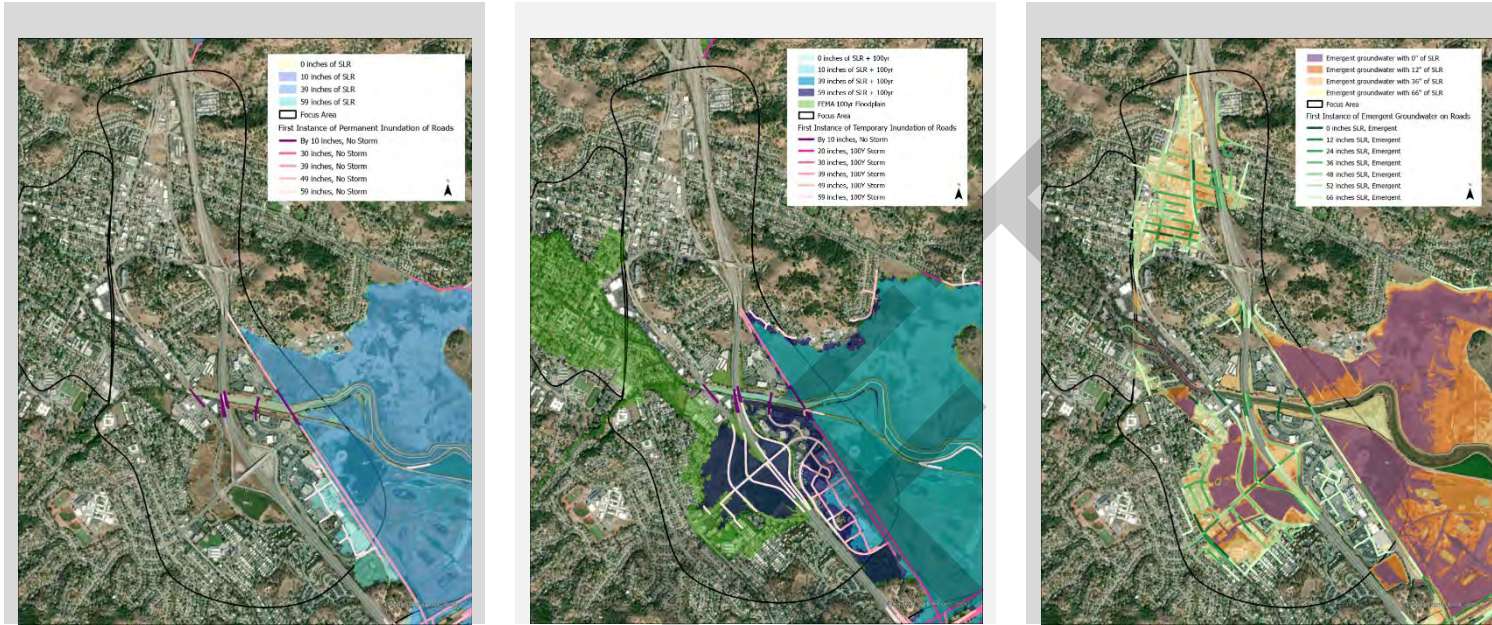 0 inches of SLR
10 inches of SLR
39 inches of SLR
59 inches of SLR
Focus Area
First Instance of Permanent Inundation of Roads
By 10 inches, No Storm
30 inches, No Storm
39 inches, No Storm
49 inches, No Storm
59 inches, No Storm
N
0 inches of SLR + 100yr
10 inches of SLR + 100yr
39 inches of SLR + 100yr
59 inches of SLR + 100yr
FEMA 100yr Floodplain
Focus Area
First Instance of Temporary Inundation of Roads
By 10 inches, No Storm
20 inches, 100Y Storm
30 inches, 100Y Storm
39 inches, 100Y Storm
49 inches, 100Y Storm
59 inches, 100Y Storm
N
Emergent groundwater with 0" of SLR
Emergent groundwater with 12" of SLR
Emergent groundwater with 36" of SLR
Emergent groundwater with 66" of SLR
Focus Area
First Instance of Emergent Groundwater on Roads
0 inches SLR, Emergent
12 inches SLR, Emergent
24 inches SLR, Emergent
36 inches SLR, Emergent
48 inches SLR, Emergent
52 inches SLR, Emergent
66 inches SLR, Emergent
N